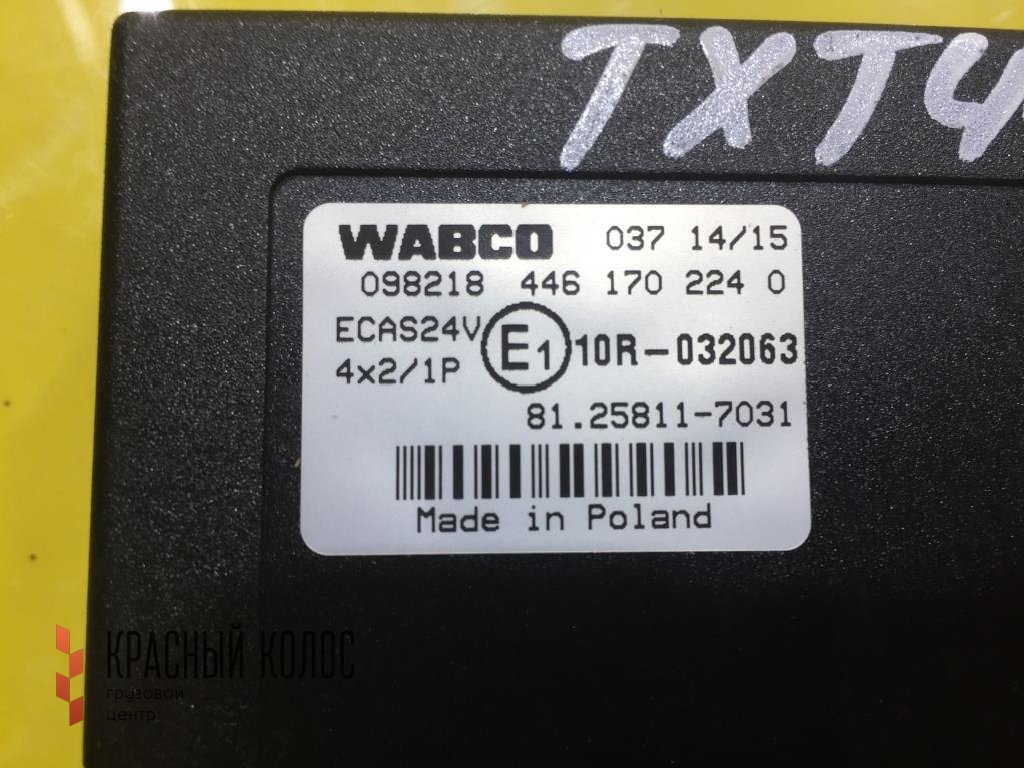 TXT4
WABCO 037 14/15
098218 446 170 224 0
ECAS24V
4x2/1P
E1 10R-032063
81.25811-7031
Made in Poland
КРАСНЫЙ КОЛОС
грузовой
центр